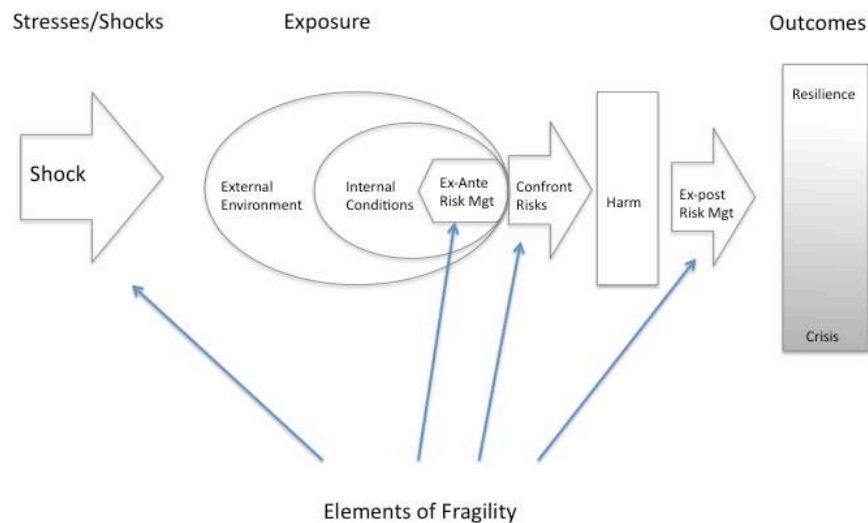 Stresses/Shocks
Exposure
Outcomes
Shock
External
Environment
Internal
Conditions
Ex-Ante
Risk Mgt
Confront
Risks
Harm
Ex-post
Risk Mgt
Resilience
Crisis
Elements of Fragility